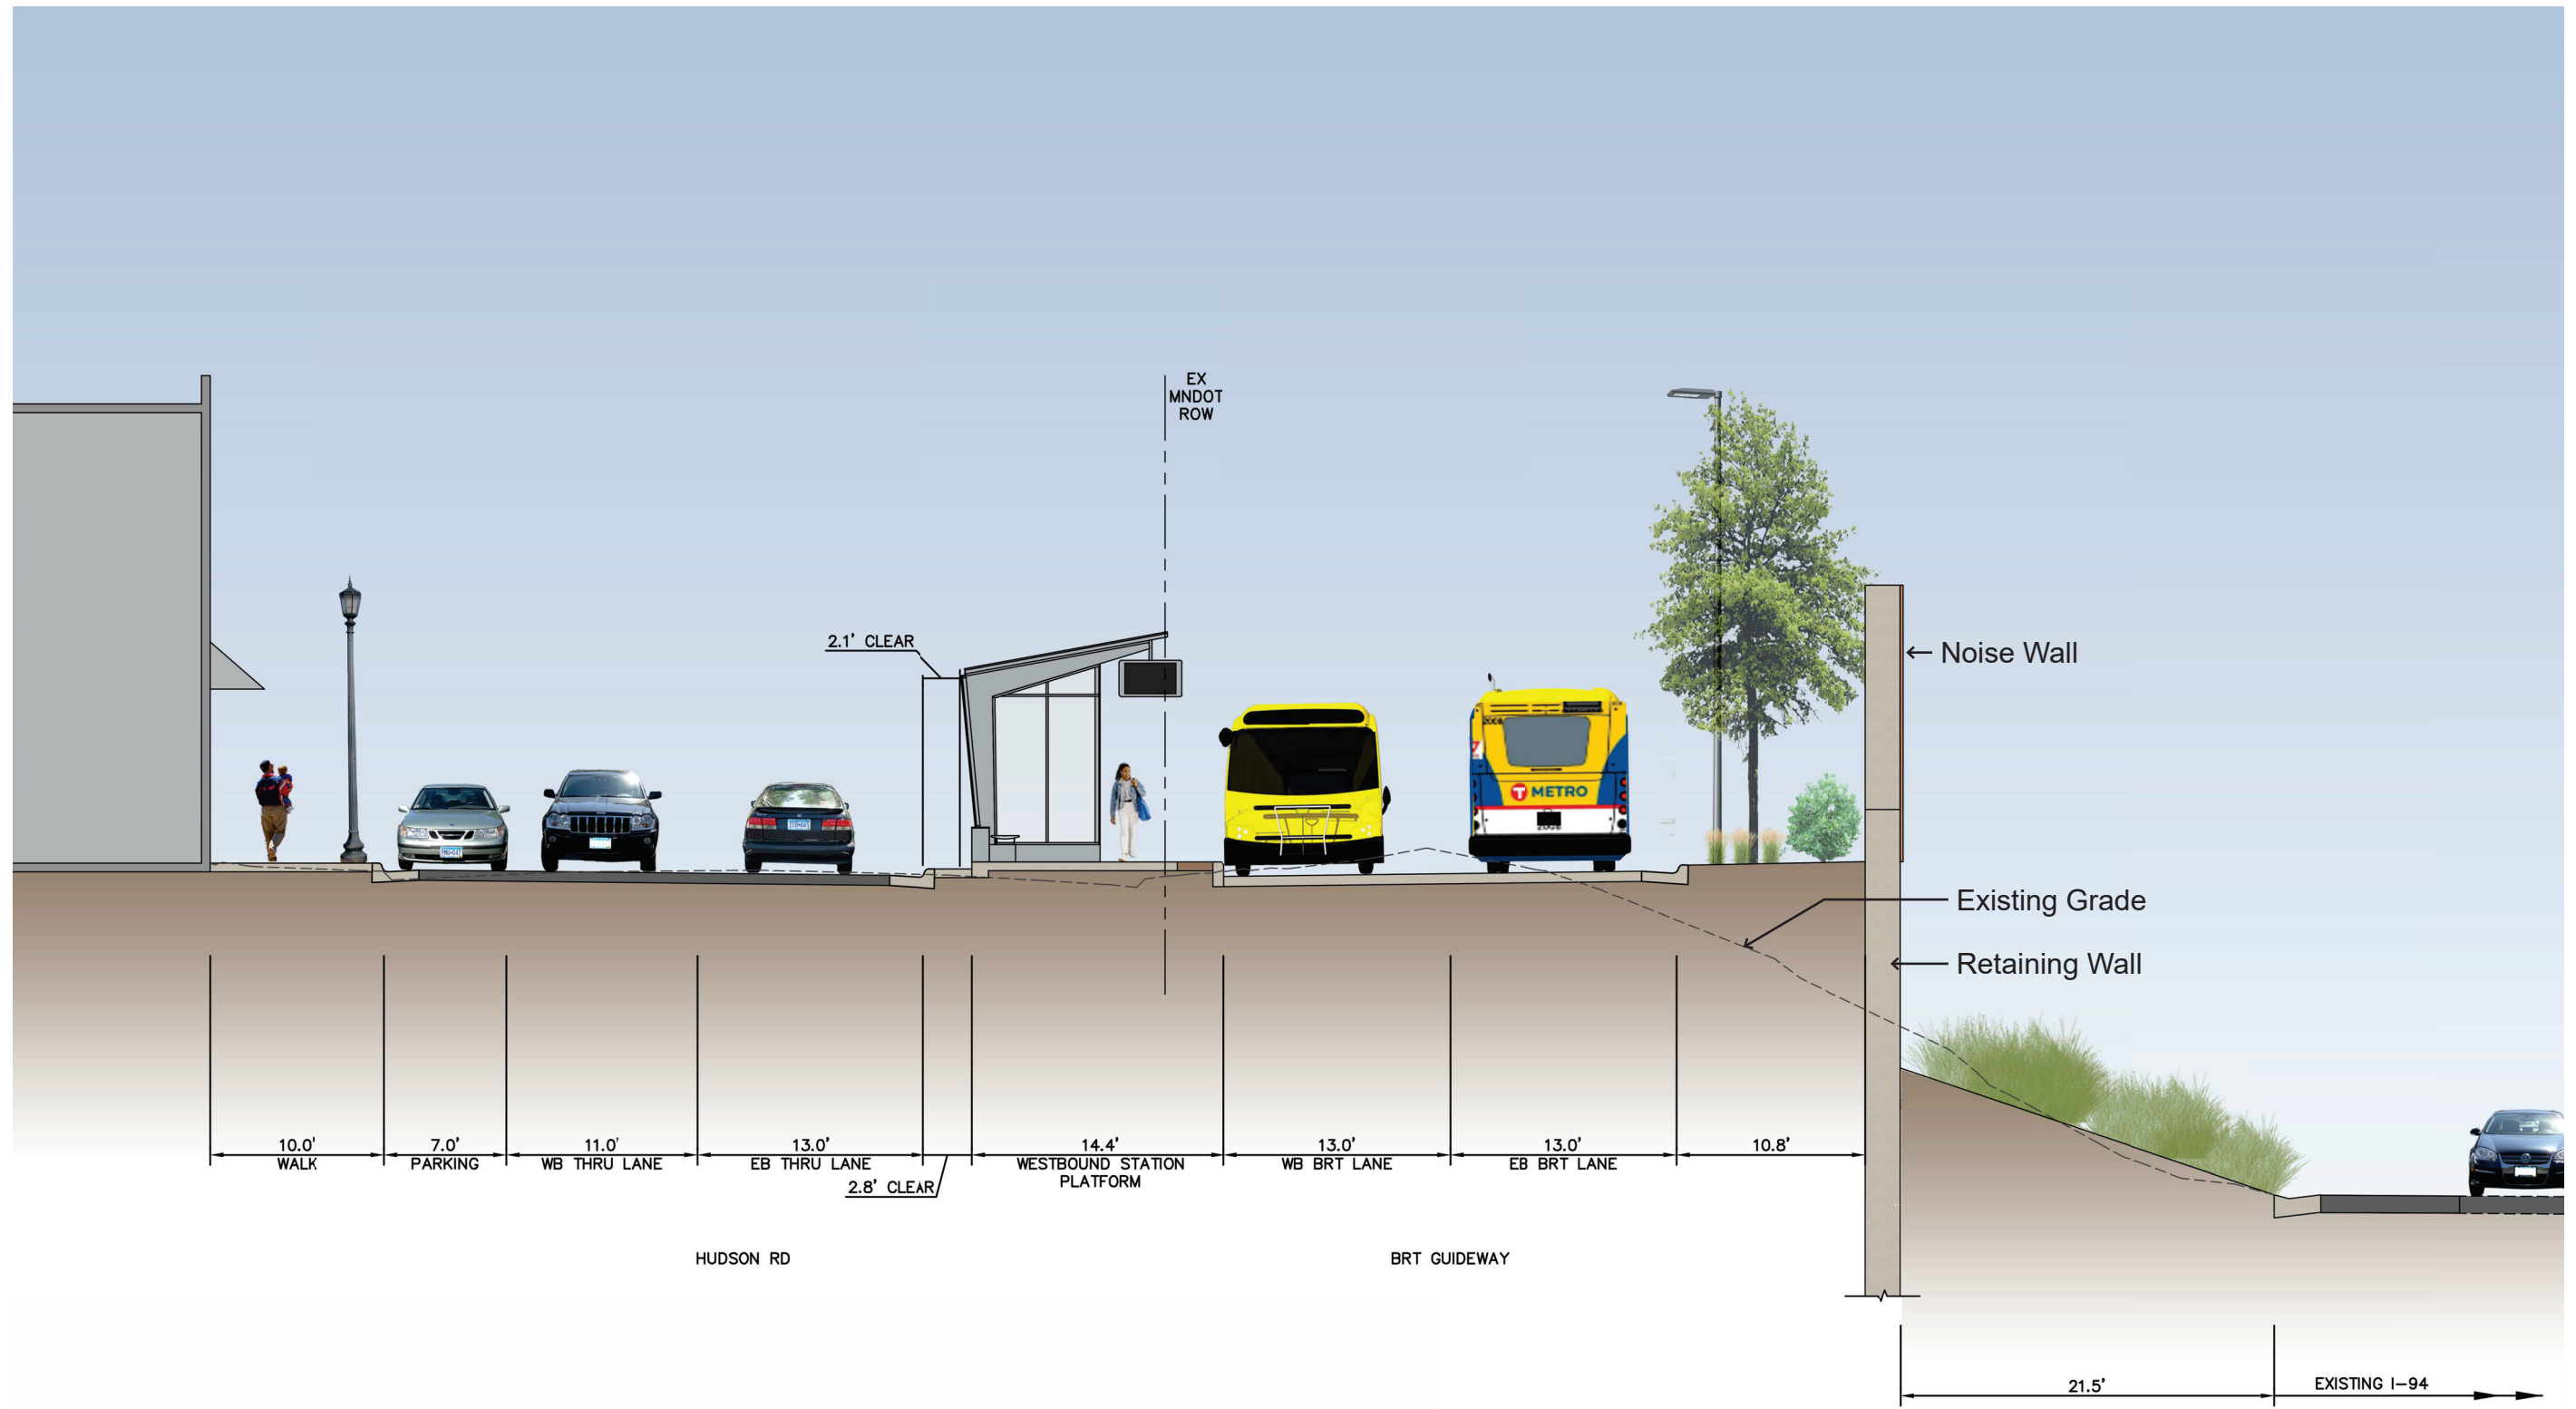 EX
MNDOT
ROW
2.1' CLEAR
Noise Wall
METRO
2008
Existing Grade
Retaining Wall
10.0'
WALK
7.0'
PARKING
11.0'
WB THRU LANE
13.0'
EB THRU LANE
2.8' CLEAR
14.4'
WESTBOUND STATION
PLATFORM
13.0'
WB BRT LANE
13.0'
EB BRT LANE
10.8'
HUDSON RD
BRT GUIDEWAY
21.5'
EXISTING I-94